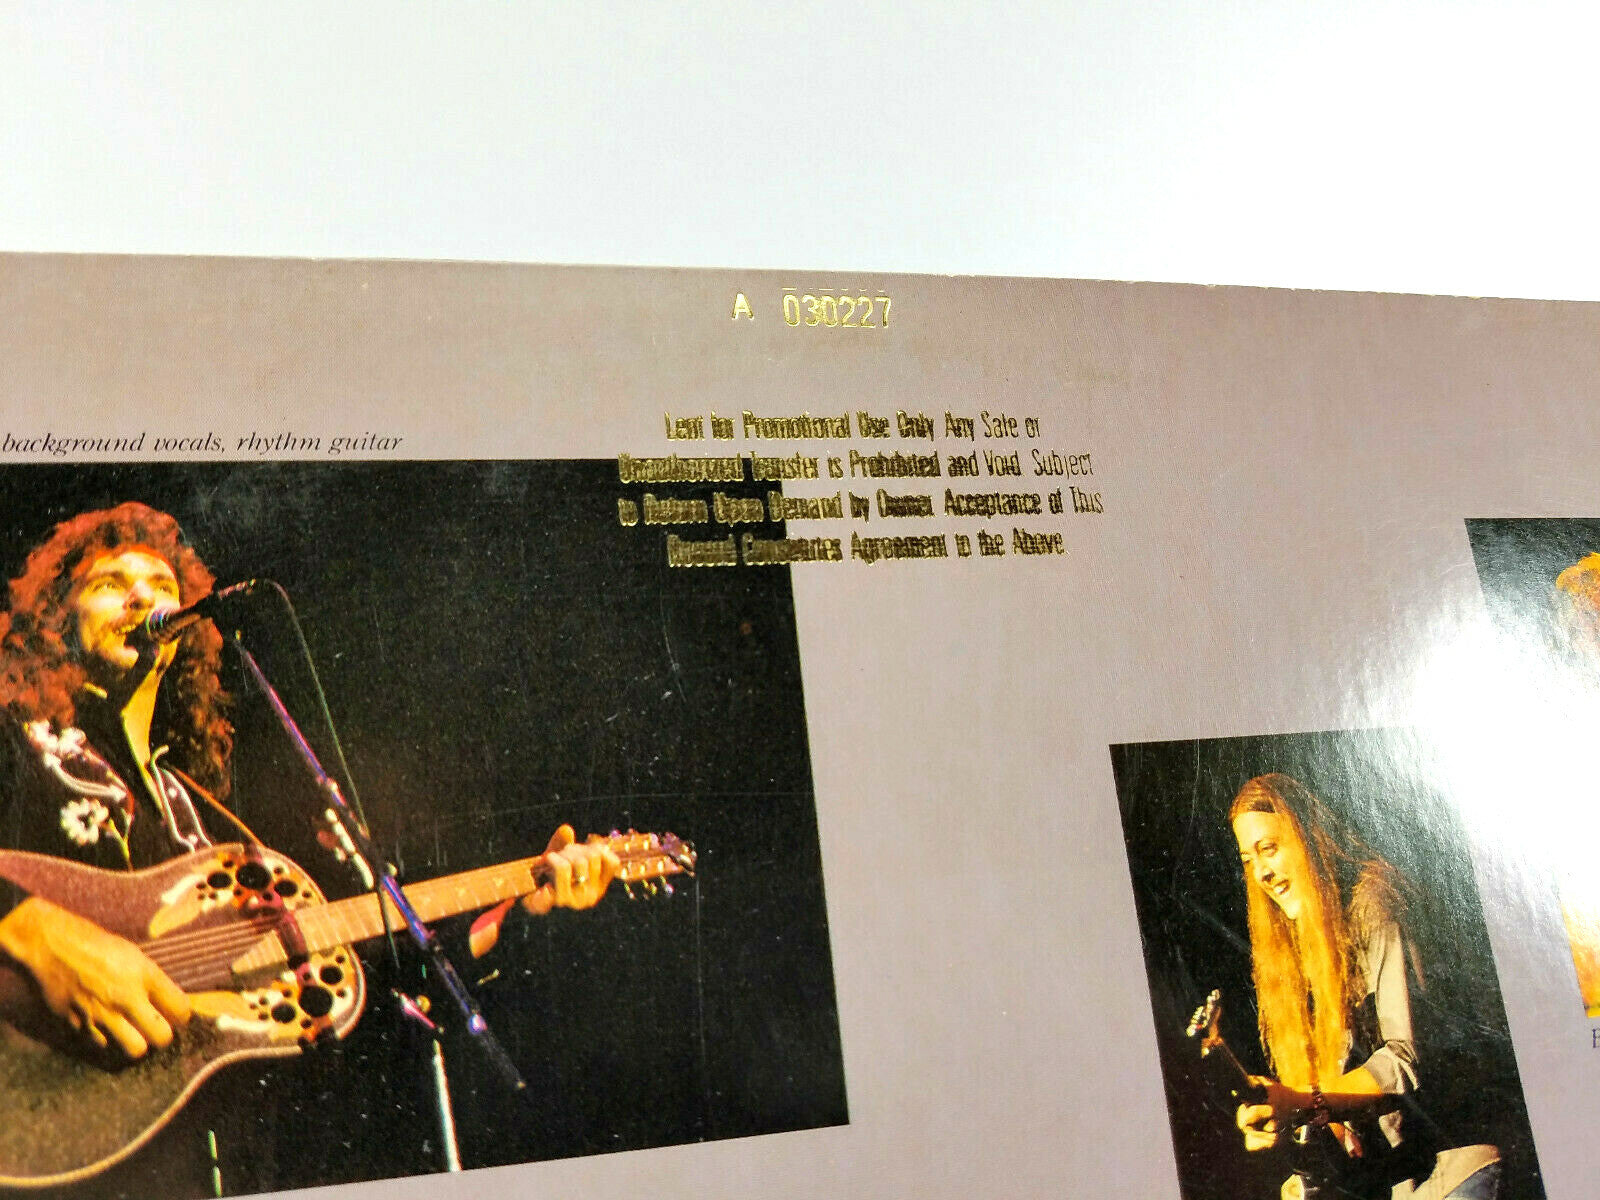 A 030227
background vocals, rhythm guitar
Lent for Promotional Use Only Any Sale or
Unauthorized Transfer is Prohibited and Void Subject
to Return Upon Demand by Owner Acceptance of This
Record Constitutes Agreement to the Above.